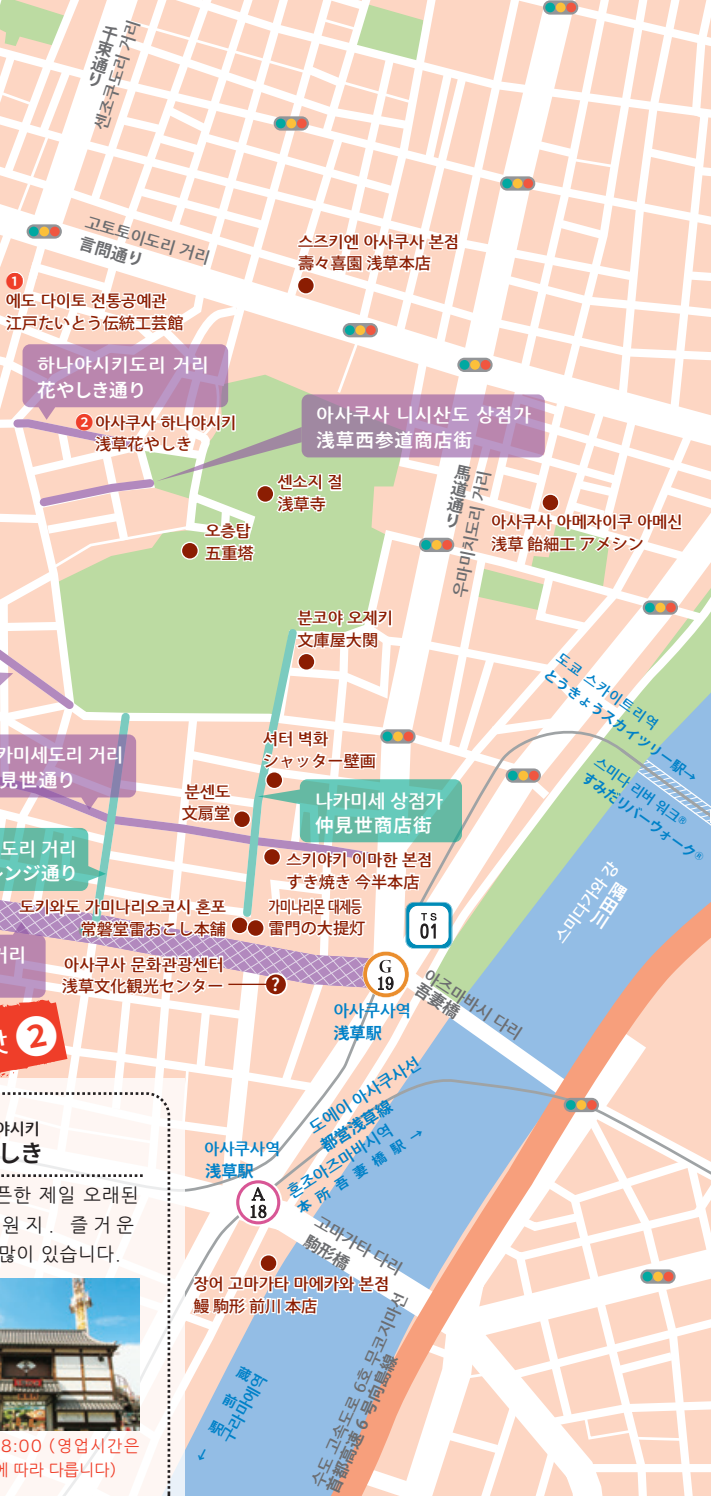 千束通り
센조쿠도리 거리
고토토이도리 거리
言問通り
스즈키엔 아사쿠사 본점
壽々喜園 浅草本店
1
에도 다이토 전통공예관
江戸たいとう伝統工芸館
하나야시키도리 거리
花やしき通り
2 아사쿠사 하나야시키
浅草花やしき
아사쿠사 니시산도 상점가
浅草西参道商店街
센소지 절
浅草寺
오층탑
五重塔
馬道通り
우마미치도리 거리
아사쿠사 아메자이쿠 아메신
浅草 飴細工 アメシン
분코야 오제키
文庫屋大関
도쿄 스카이트리역
とうきょうスカイツリー駅→
스미다 리버 워크®
すみだリバーウォーク®
셔터 벽화
シャッター壁画
카미세도리 거리
見世通り
분센도
文扇堂
나카미세 상점가
仲見世商店街
도리 거리
レンジ通り
스키야키 이마한 본점
すき焼き 今半本店
스미다가와 강
隅田川
도키와도 가미나리오코시 혼포
常磐堂雷おこし本舗
가미나리몬 대제등
雷門の大提灯
TS
01
거리
아사쿠사 문화관광센터
浅草文化観光センター
?
G
19
아사쿠사역
浅草駅
아즈마바시 다리
吾妻橋
2
도에이 아사쿠사선
都営浅草線
혼조아즈마바시역
本所吾妻橋駅→
아사쿠사역
浅草駅
A
18
고마가타 다리
駒形橋
장어 고마가타 마에카와 본점
鰻 駒形 前川 本店
수도 고속도로 6호 무코지마선
首都高速6号向島線
蔵前駅
구라마에역
←
야시키
しき
픈한 제일 오래된
원지. 즐거운
많이 있습니다.
8:00 (영업시간은
에 따라 다릅니다)